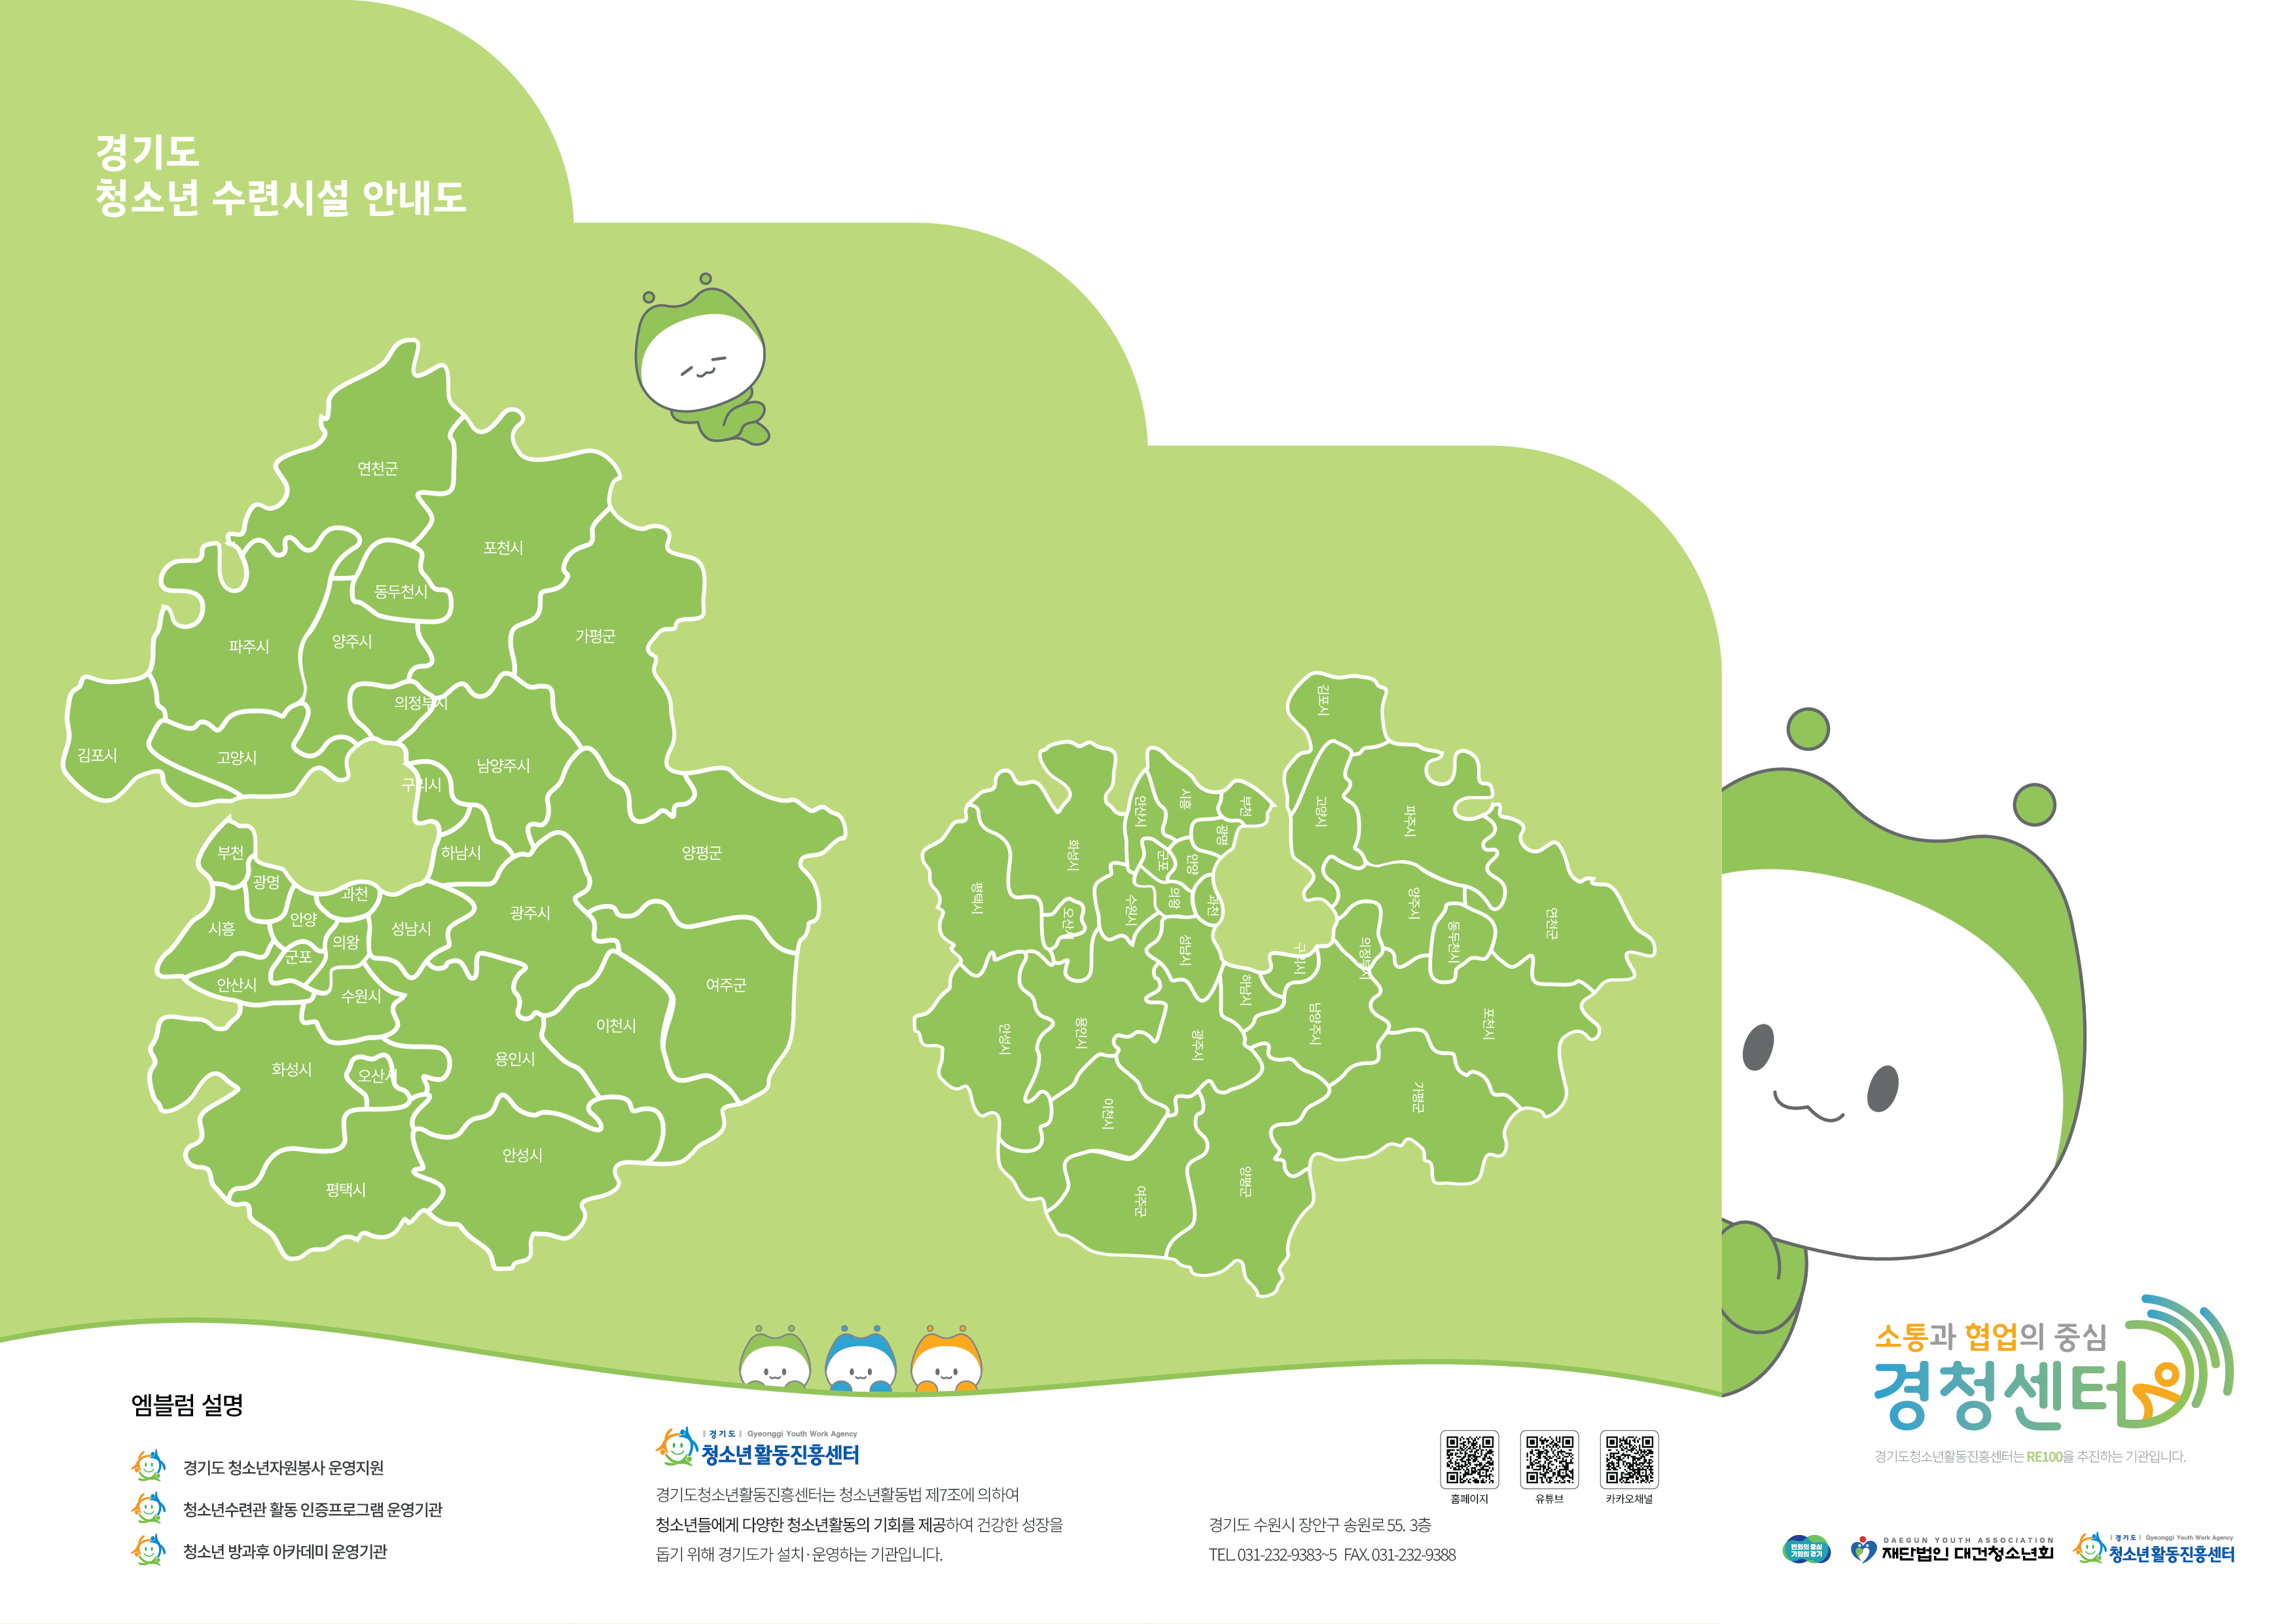 경기도
청소년 수련시설 안내도
연천군
포천시
동두천시
가평군
파주시
양주시
의정부시
김포시
고양시
남양주시
구리시
하남시
양평군
부천
광명
과천
안양
시흥
의왕
성남시
광주시
군포
안산시
수원시
여주군
이천시
화성시
오산시
용인시
안성시
평택시
김포시
안산시
시흥
부천
고양시
파주시
광명
화성시
군포
안양
평택시
오산시
수원시
의왕
과천
양주시
연천군
동두천시
성남시
구리시
의정부시
하남시
안성시
용인시
광주시
남양주시
포천시
이천시
가평군
여주군
양평군
엠블럼 설명
경기도 청소년자원봉사 운영지원
청소년수련관 활동 인증프로그램 운영기관
청소년 방과후 아카데미 운영기관
경기도 Gyeonggi Youth Work Agency
청소년활동진흥센터
경기도청소년활동진흥센터는 청소년활동법 제7조에 의하여
청소년들에게 다양한 청소년활동의 기회를 제공하여 건강한 성장을
돕기 위해 경기도가 설치·운영하는 기관입니다.
홈페이지 유튜브 카카오채널
경기도 수원시 장안구 송원로 55. 3층
TEL. 031-232-9383~5 FAX. 031-232-9388
소통과 협업의 중심
경청센터
경기도청소년활동진흥센터는 RE100을 추진하는 기관입니다.
변화의 중심
기회의 경기
DAEGUN YOUTH ASSOCIATION
재단법인 대건청소년회
경기도 Gyeonggi Youth Work Agency
청소년활동진흥센터